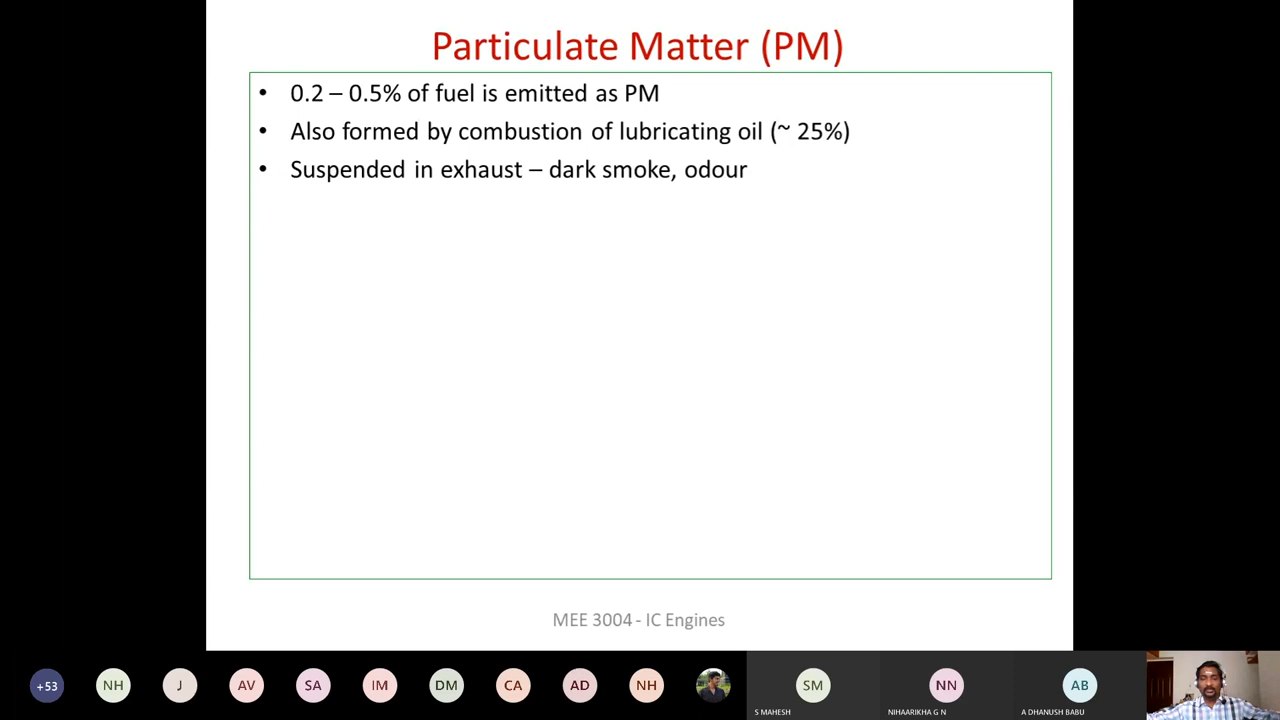 Particulate Matter (PM)
• 0.2 – 0.5% of fuel is emitted as PM
• Also formed by combustion of lubricating oil (~ 25%)
• Suspended in exhaust – dark smoke, odour
MEE 3004 - IC Engines
+53
NH
J
AV
SA
IM
DM
CA
AD
NH
SM
NN
AB
S MAHESH
NIHAARIKHA G N
A DHANUSH BABU